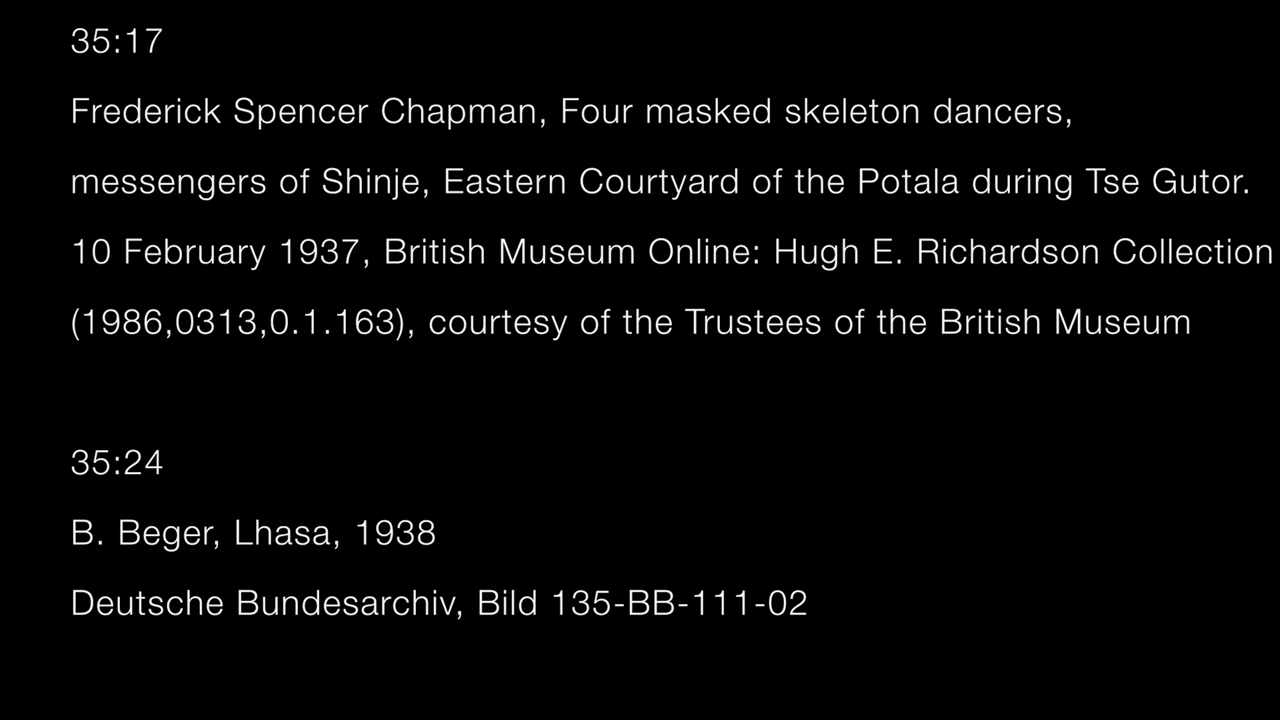 35:17
Frederick Spencer Chapman, Four masked skeleton dancers,
messengers of Shinje, Eastern Courtyard of the Potala during Tse Gutor.
10 February 1937, British Museum Online: Hugh E. Richardson Collection
(1986,0313,0.1.163), courtesy of the Trustees of the British Museum
35:24
B. Beger, Lhasa, 1938
Deutsche Bundesarchiv, Bild 135-BB-111-02